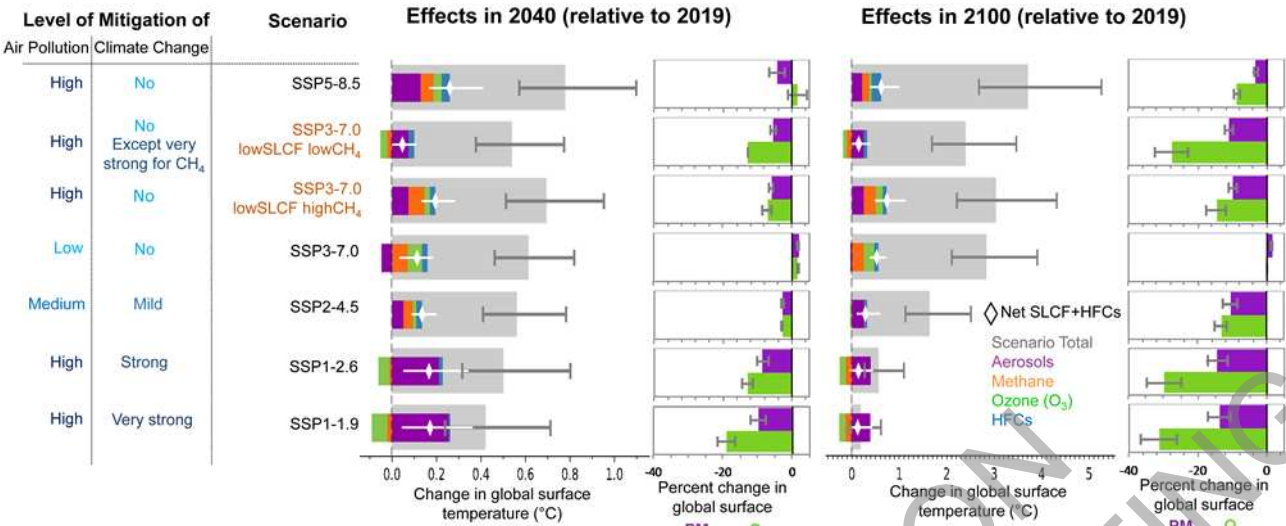 Level of Mitigation of
Scenario
Effects in 2040 (relative to 2019)
Effects in 2100 (relative to 2019)
Air Pollution
Climate Change
High
No
SSP5-8.5
High
No
Except very
strong for CH₄
SSP3-7.0
lowSLCF lowCH₄
High
No
SSP3-7.0
lowSLCF highCH₄
Low
No
SSP3-7.0
Medium
Mild
SSP2-4.5
High
Strong
SSP1-2.6
High
Very strong
SSP1-1.9
Net SLCF+HFCs
Scenario Total
Aerosols
Methane
Ozone (O₃)
HFCs
0.0 0.2 0.4 0.6 0.8 1.0
Change in global surface
temperature (°C)
-40 -20 0
Percent change in
global surface
0 1 2 3 4 5
Change in global surface
temperature (°C)
-40 -20 0
Percent change in
global surface